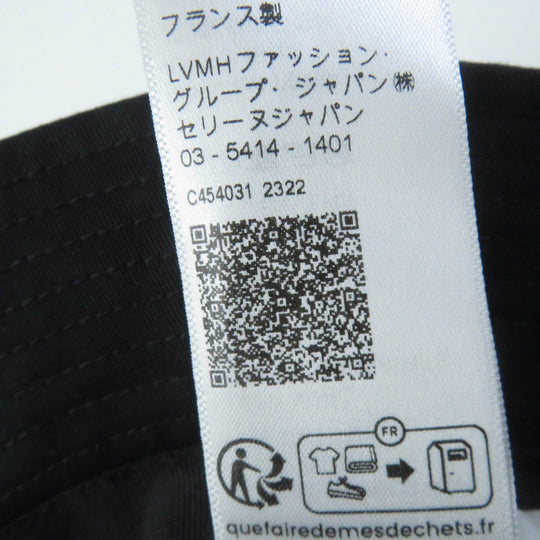 フランス製
LVMHファッション・
グループ・ジャパン㈱
セリーヌジャパン
03 - 5414 - 1401
C454031 2322
FR
quefairedemesdechets.fr